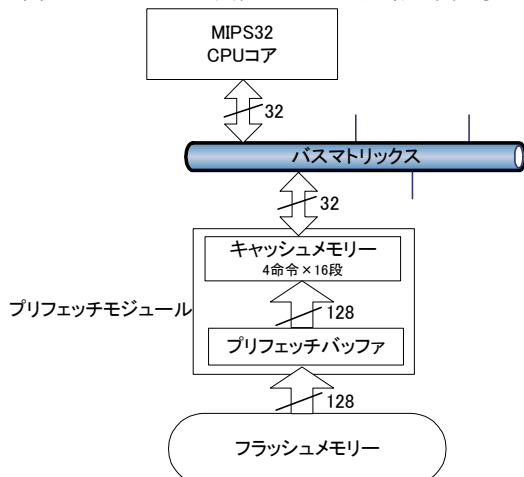 MIPS32
CPUコア
32
バスマトリックス
32
キャッシュメモリー
4命令×16段
プリフェッチモジュール
128
プリフェッチバッファ
128
フラッシュメモリー